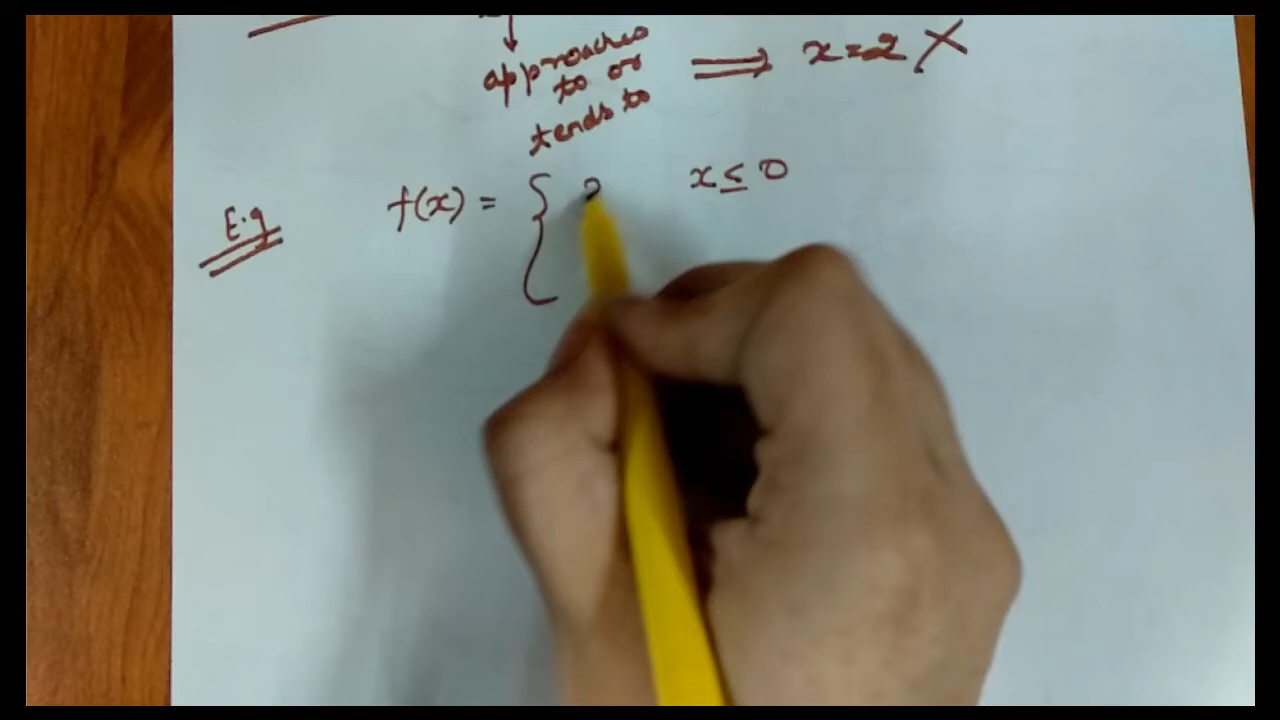 approaches
to or
tends to
⟹ x=2 ✗
E.g f(x) = { x ≤ 0